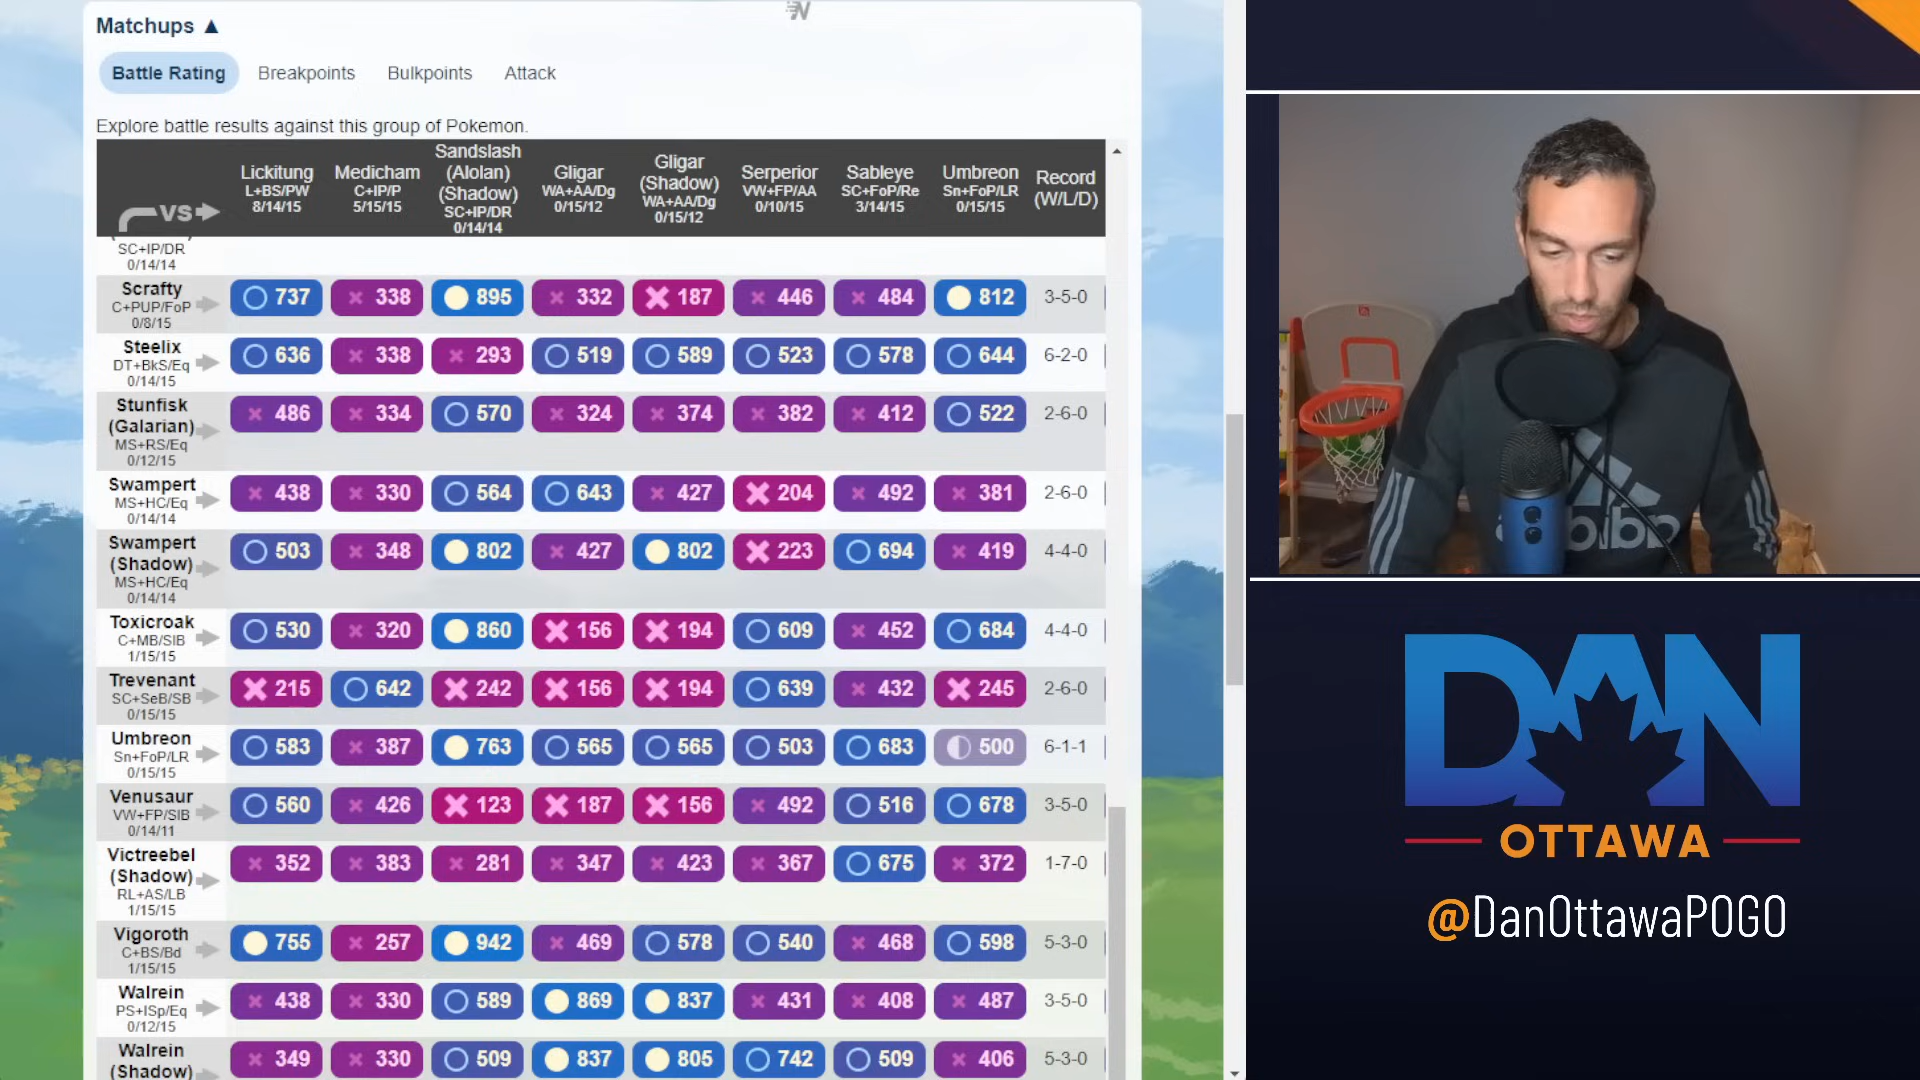 Matchups ▲
Battle Rating Breakpoints Bulkpoints Attack
Explore battle results against this group of Pokemon.
VS
Lickitung
L+BS/PW
8/14/15
Medicham
C+IP/P
5/15/15
Sandslash
(Alolan)
(Shadow)
SC+IP/DR
0/14/14
Gligar
WA+AA/Dg
0/15/12
Gligar
(Shadow)
WA+AA/Dg
0/15/12
Serperior
VW+FP/AA
0/10/15
Sableye
SC+FoP/Re
3/14/15
Umbreon
Sn+FoP/LR
0/15/15
Record
(W/L/D)
SC+IP/DR
0/14/14
Scrafty
C+PUP/FoP
0/8/15
737 338 895 332 187 446 484 812 3-5-0
Steelix
DT+BkS/Eq
0/14/15
636 338 293 519 589 523 578 644 6-2-0
Stunfisk
(Galarian)
MS+RS/Eq
0/12/15
486 334 570 324 374 382 412 522 2-6-0
Swampert
MS+HC/Eq
0/14/14
438 330 564 643 427 204 492 381 2-6-0
Swampert
(Shadow)
MS+HC/Eq
0/14/14
503 348 802 427 802 223 694 419 4-4-0
Toxicroak
C+MB/SlB
1/15/15
530 320 860 156 194 609 452 684 4-4-0
Trevenant
SC+SeB/SB
0/15/15
215 642 242 156 194 639 432 245 2-6-0
Umbreon
Sn+FoP/LR
0/15/15
583 387 763 565 565 503 683 500 6-1-1
Venusaur
VW+FP/SlB
0/14/11
560 426 123 187 156 492 516 678 3-5-0
Victreebel
(Shadow)
RL+AS/LB
1/15/15
352 383 281 347 423 367 675 372 1-7-0
Vigoroth
C+BS/Bd
1/15/15
755 257 942 469 578 540 468 598 5-3-0
Walrein
PS+ISp/Eq
0/12/15
438 330 589 869 837 431 408 487 3-5-0
Walrein
(Shadow)
349 330 509 837 805 742 509 406 5-3-0
adidas
DAN
OTTAWA
@DanOttawaPOGO